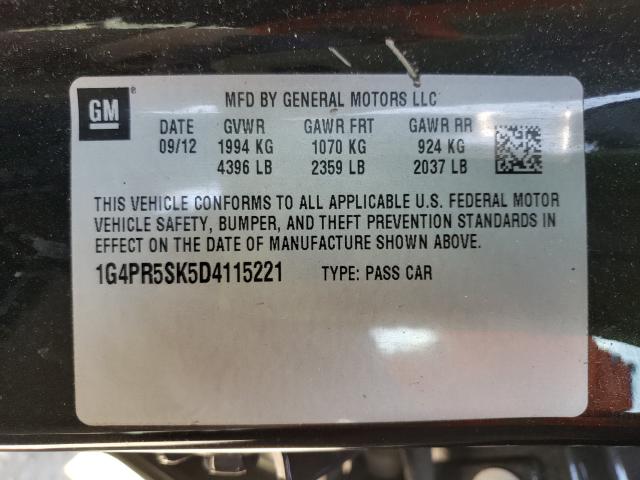 GM
MFD BY GENERAL MOTORS LLC
DATE GVWR GAWR FRT GAWR RR
09/12 1994 KG 1070 KG 924 KG
4396 LB 2359 LB 2037 LB
THIS VEHICLE CONFORMS TO ALL APPLICABLE U.S. FEDERAL MOTOR
VEHICLE SAFETY, BUMPER, AND THEFT PREVENTION STANDARDS IN
EFFECT ON THE DATE OF MANUFACTURE SHOWN ABOVE.
1G4PR5SK5D4115221 TYPE: PASS CAR